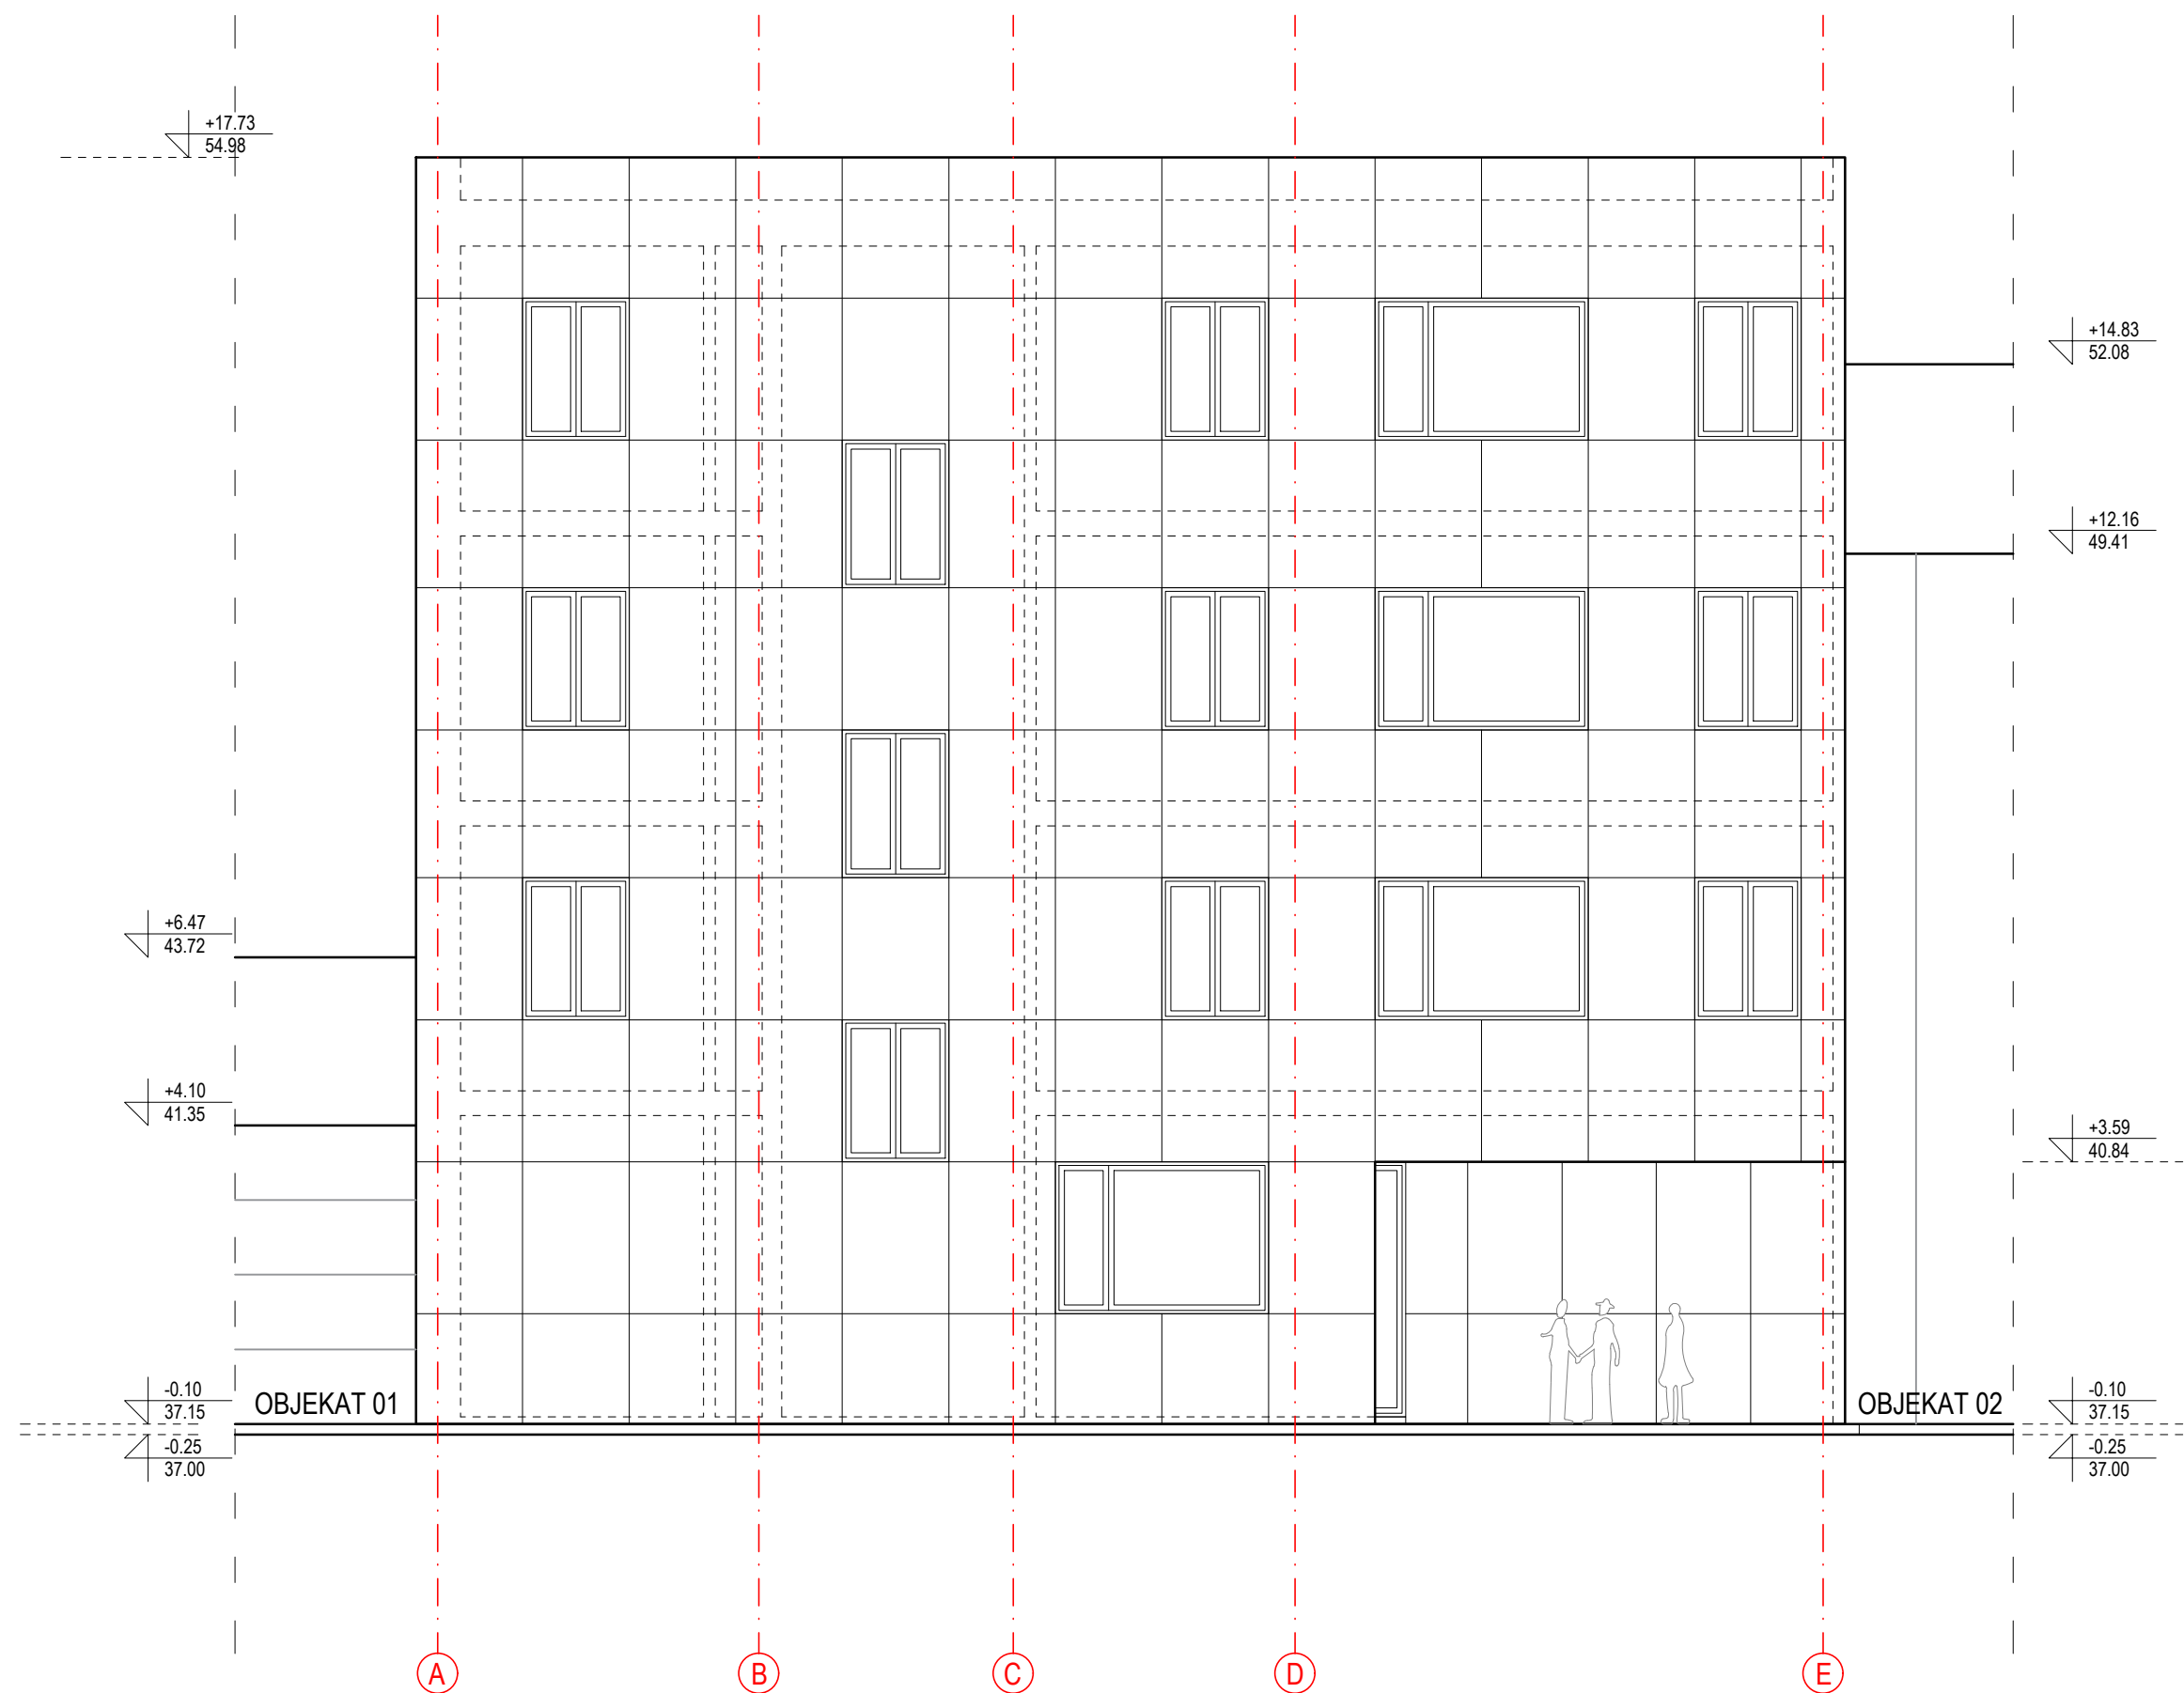 +17.73
54.98
+14.83
52.08
+12.16
49.41
+6.47
43.72
+4.10
41.35
+3.59
40.84
-0.10
37.15
OBJEKAT 01
OBJEKAT 02
-0.10
37.15
-0.25
37.00
-0.25
37.00
A
B
C
D
E